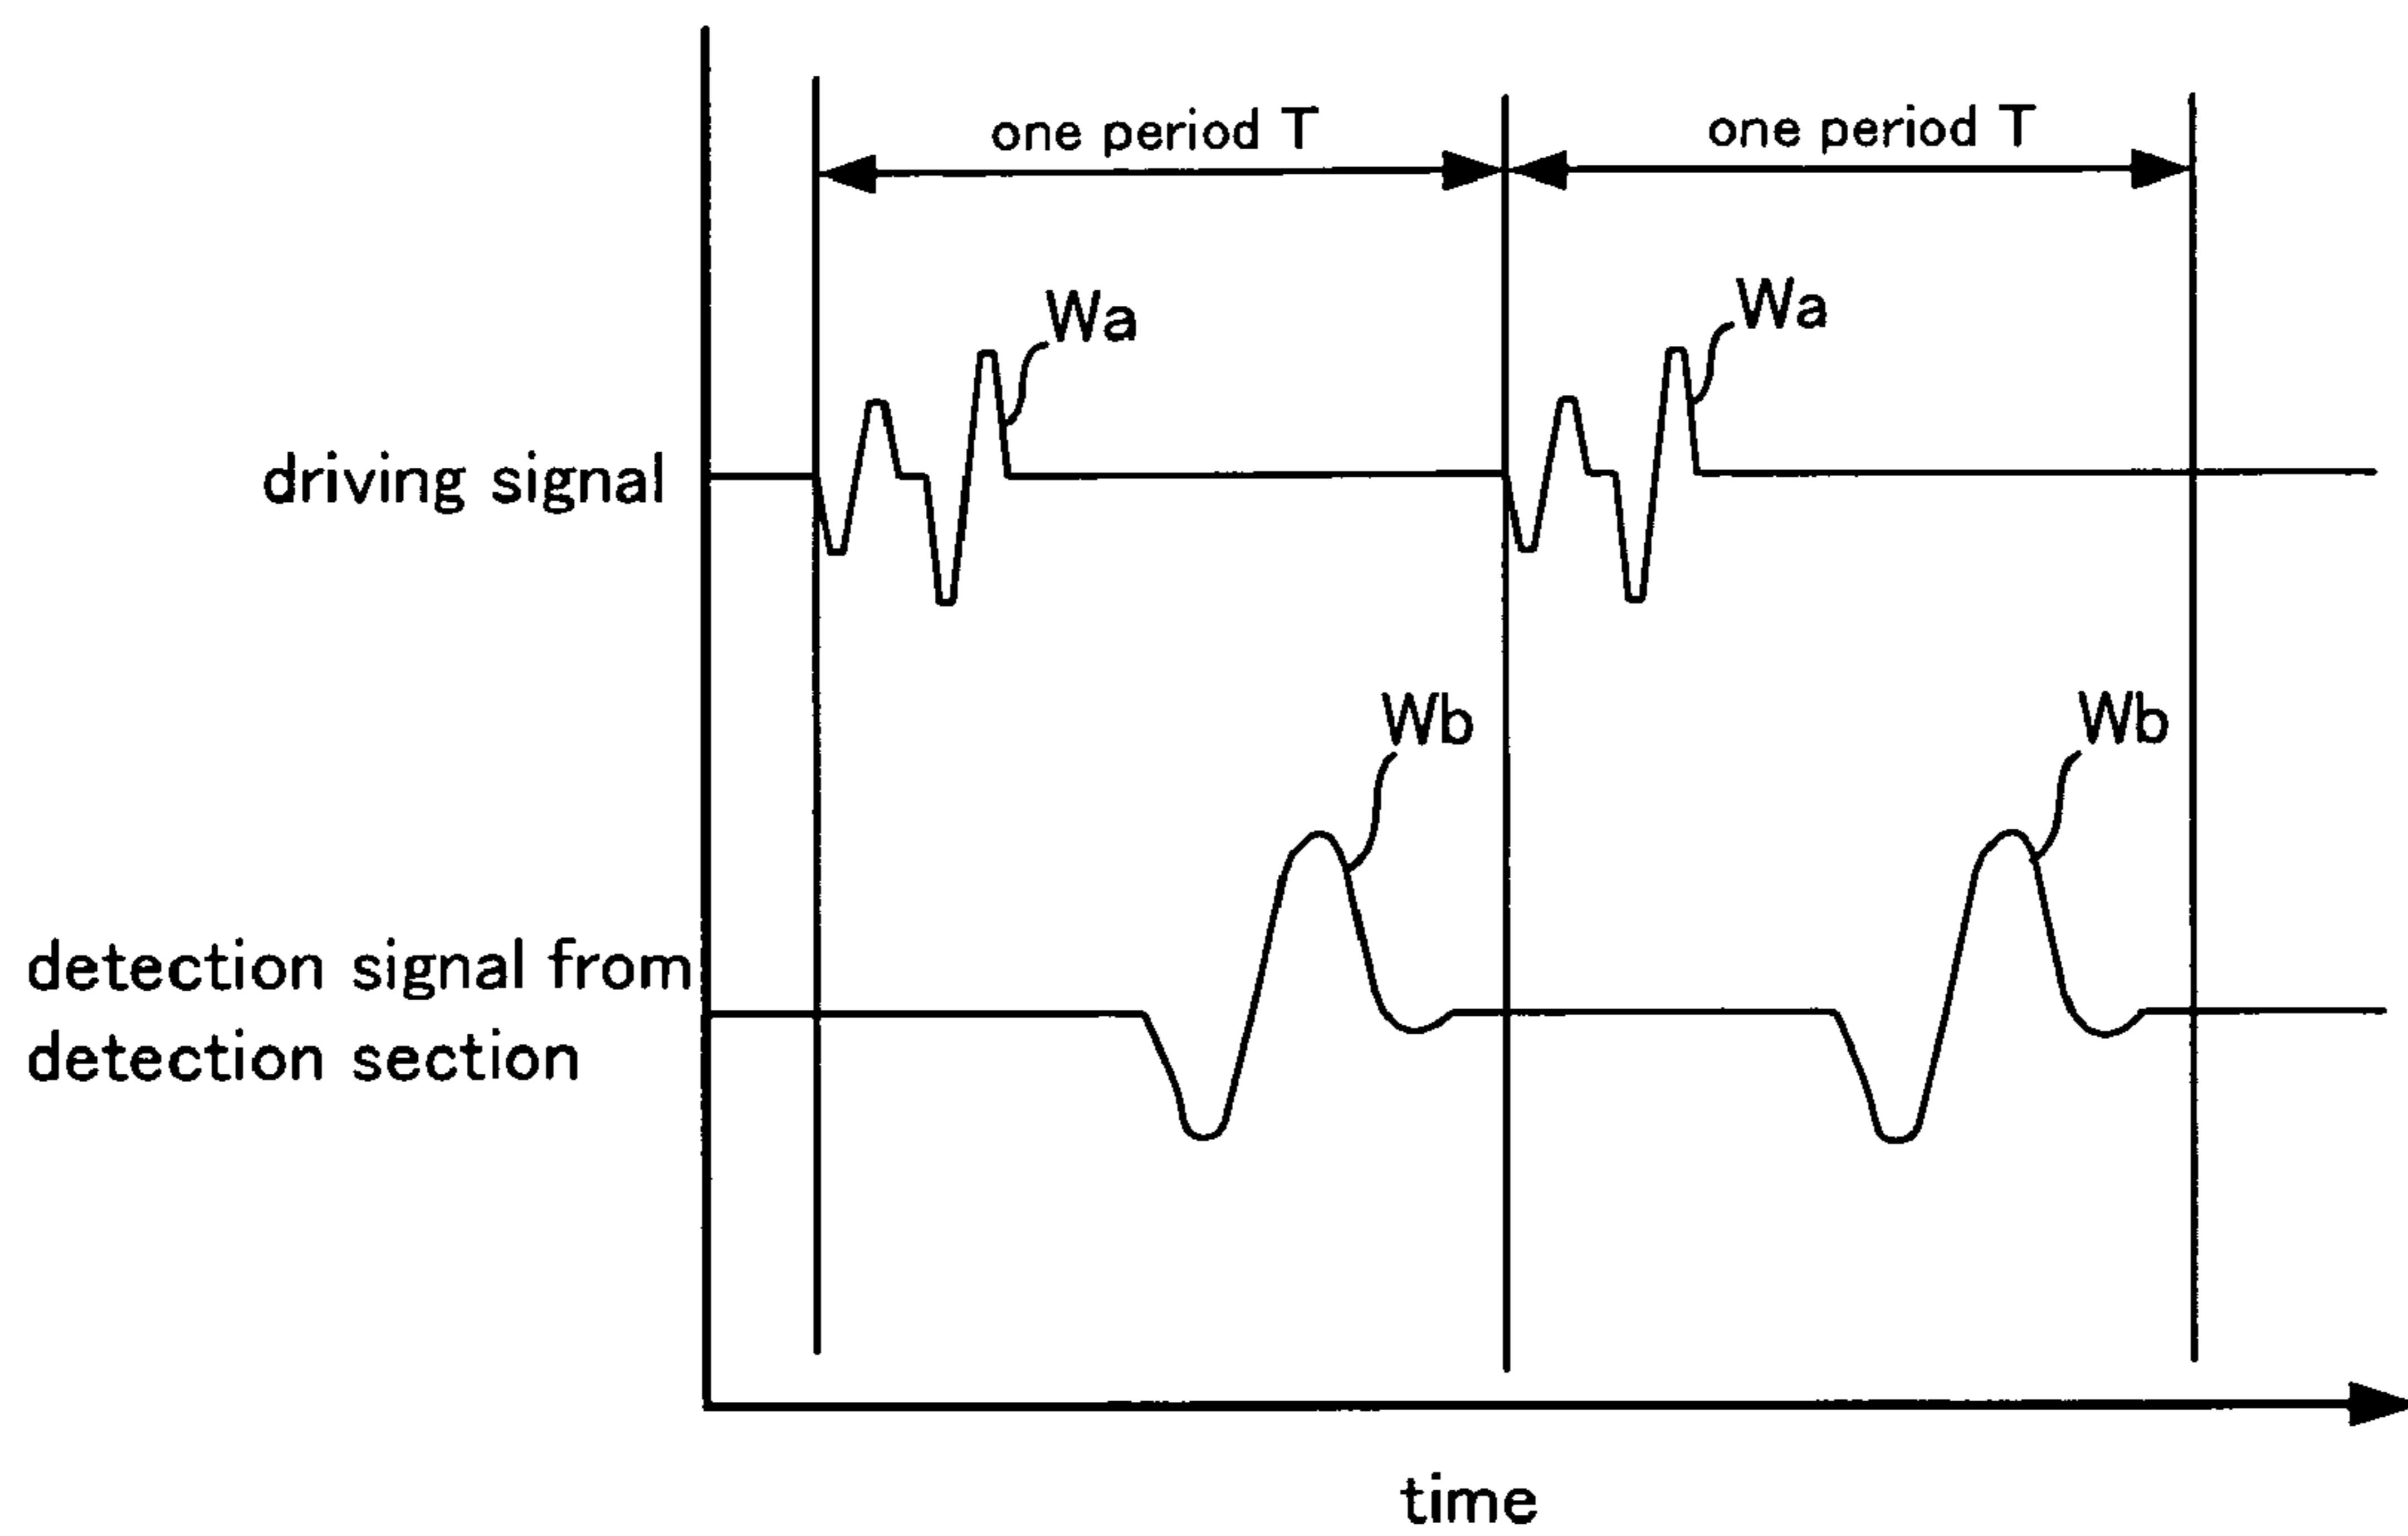 one period T
one period T
Wa
Wa
driving signal
Wb
Wb
detection signal from
detection section
time